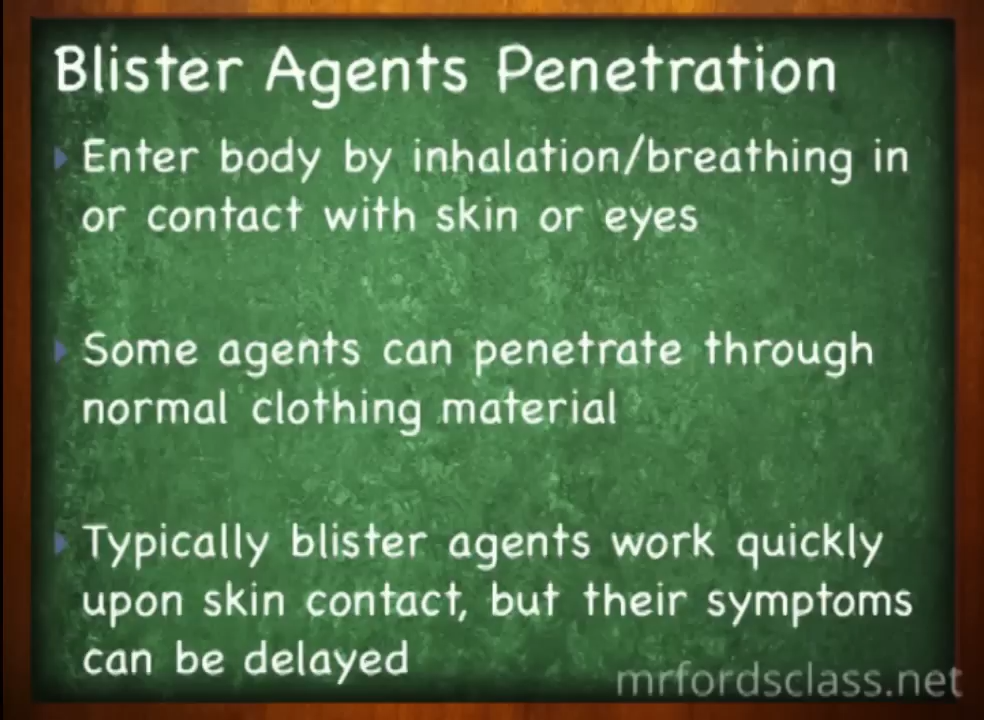 Blister Agents Penetration
Enter body by inhalation/breathing in
or contact with skin or eyes
Some agents can penetrate through
normal clothing material
Typically blister agents work quickly
upon skin contact, but their symptoms
can be delayed
mrfordsclass.net